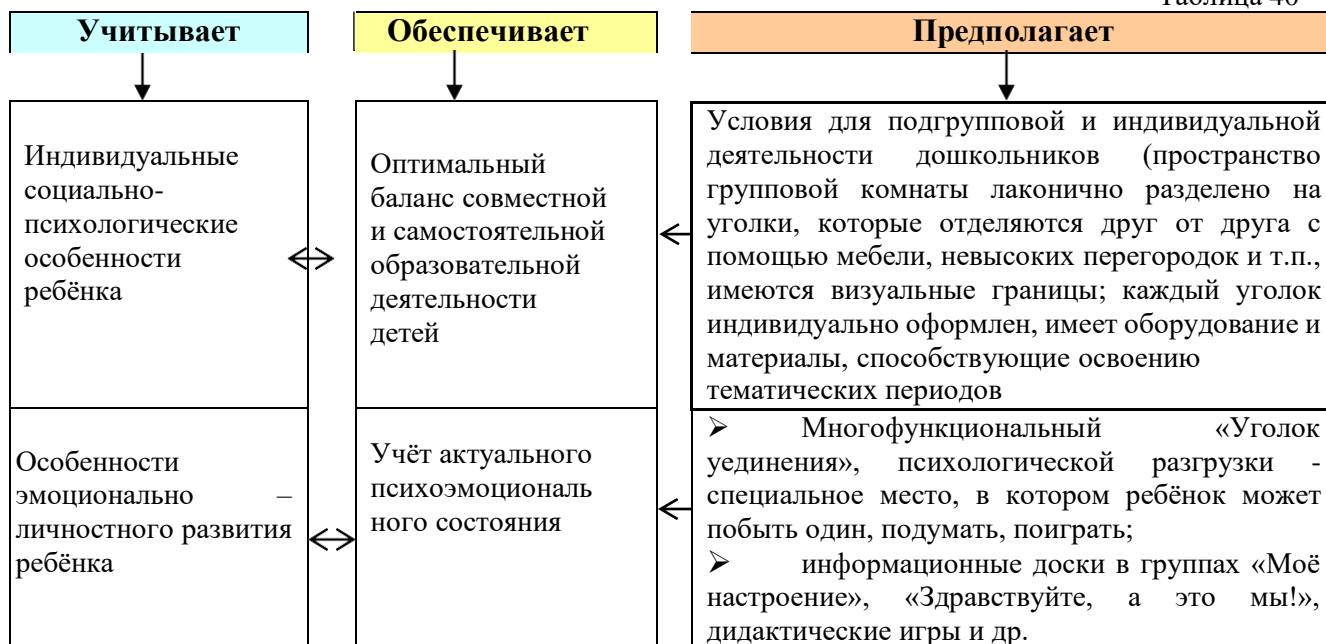 Таблица 40
Учитывает
Обеспечивает
Предполагает
Индивидуальные
социально-
психологические
особенности
ребёнка
Оптимальный
баланс совместной
и самостоятельной
образовательной
деятельности
детей
Условия для подгрупповой и индивидуальной
деятельности дошкольников (пространство
групповой комнаты лаконично разделено на
уголки, которые отделяются друг от друга с
помощью мебели, невысоких перегородок и т.п.,
имеются визуальные границы; каждый уголок
индивидуально оформлен, имеет оборудование и
материалы, способствующие освоению
тематических периодов
Особенности
эмоционально –
личностного развития
ребёнка
Учёт актуального
психоэмоциональ
ного состояния
➢ Многофункциональный «Уголок
уединения», психологической разгрузки -
специальное место, в котором ребёнок может
побыть один, подумать, поиграть;
➢ информационные доски в группах «Моё
настроение», «Здравствуйте, а это мы!»,
дидактические игры и др.